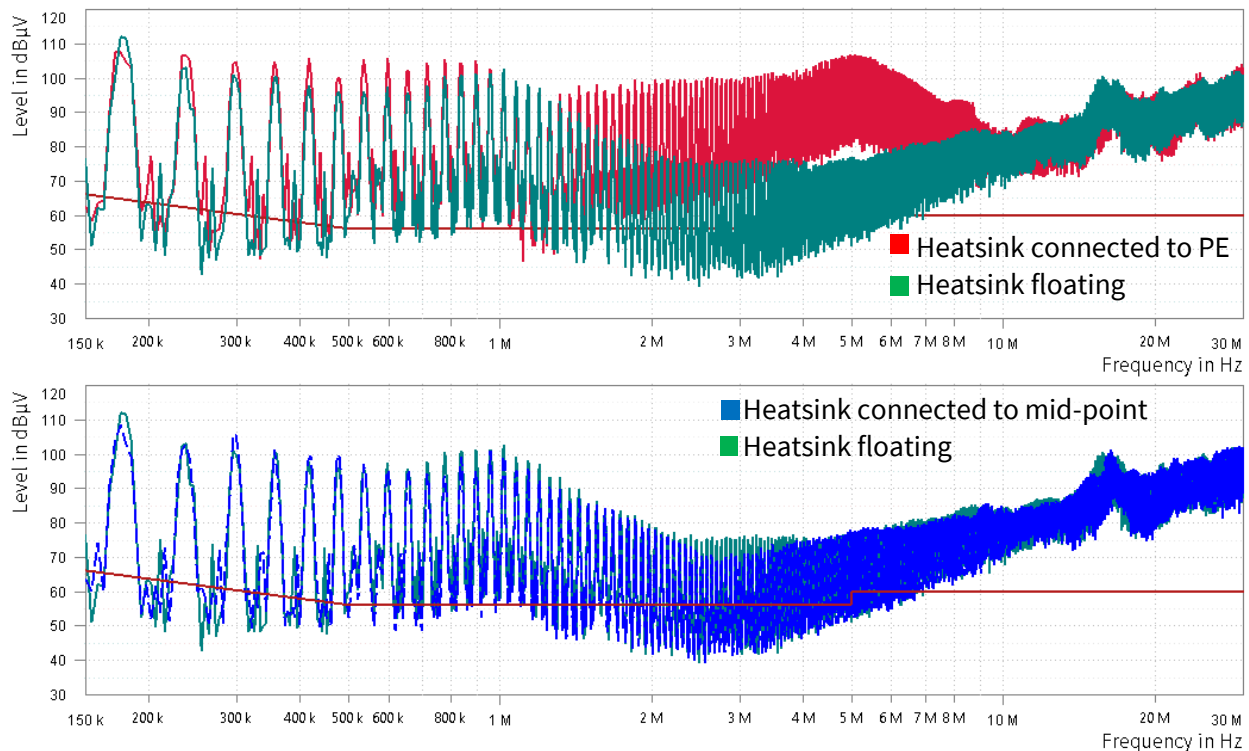 Level in dBµV
120
110
100
90
80
70
60
50
40
30
Heatsink connected to PE
Heatsink floating
150 k 200 k 300 k 400 k 500 k 600 k 800 k 1 M 2 M 3 M 4 M 5 M 6 M 7 M 8 M 10 M 20 M 30 M
Frequency in Hz
Level in dBµV
120
110
100
90
80
70
60
50
40
30
Heatsink connected to mid-point
Heatsink floating
150 k 200 k 300 k 400 k 500 k 600 k 800 k 1 M 2 M 3 M 4 M 5 M 6 M 7 M 8 M 10 M 20 M 30 M
Frequency in Hz